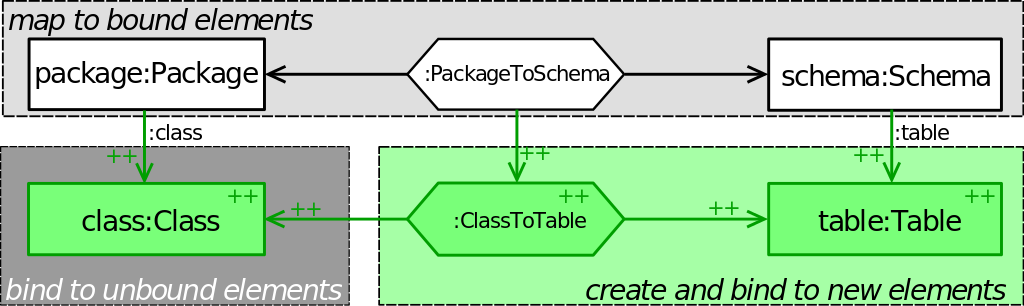 map to bound elements
package:Package
:PackageToSchema
schema:Schema
:class
:table
++
++
++
++
++
++
class:Class
++
:ClassToTable
++
table:Table
bind to unbound elements
create and bind to new elements